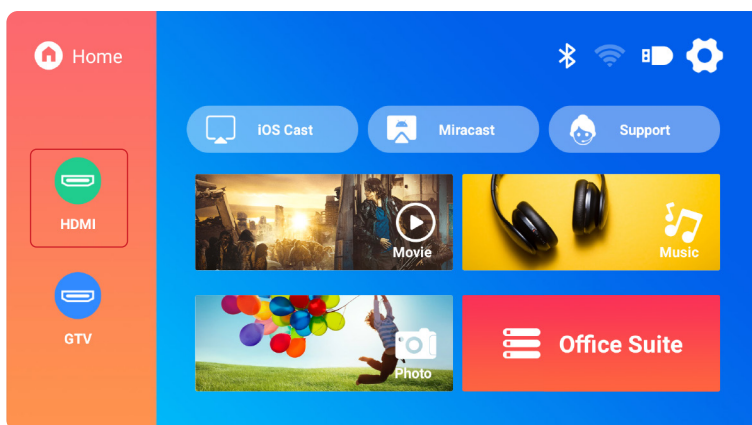 Home
iOS Cast
Miracast
Support
HDMI
Movie
Music
GTV
Office Suite
Photo